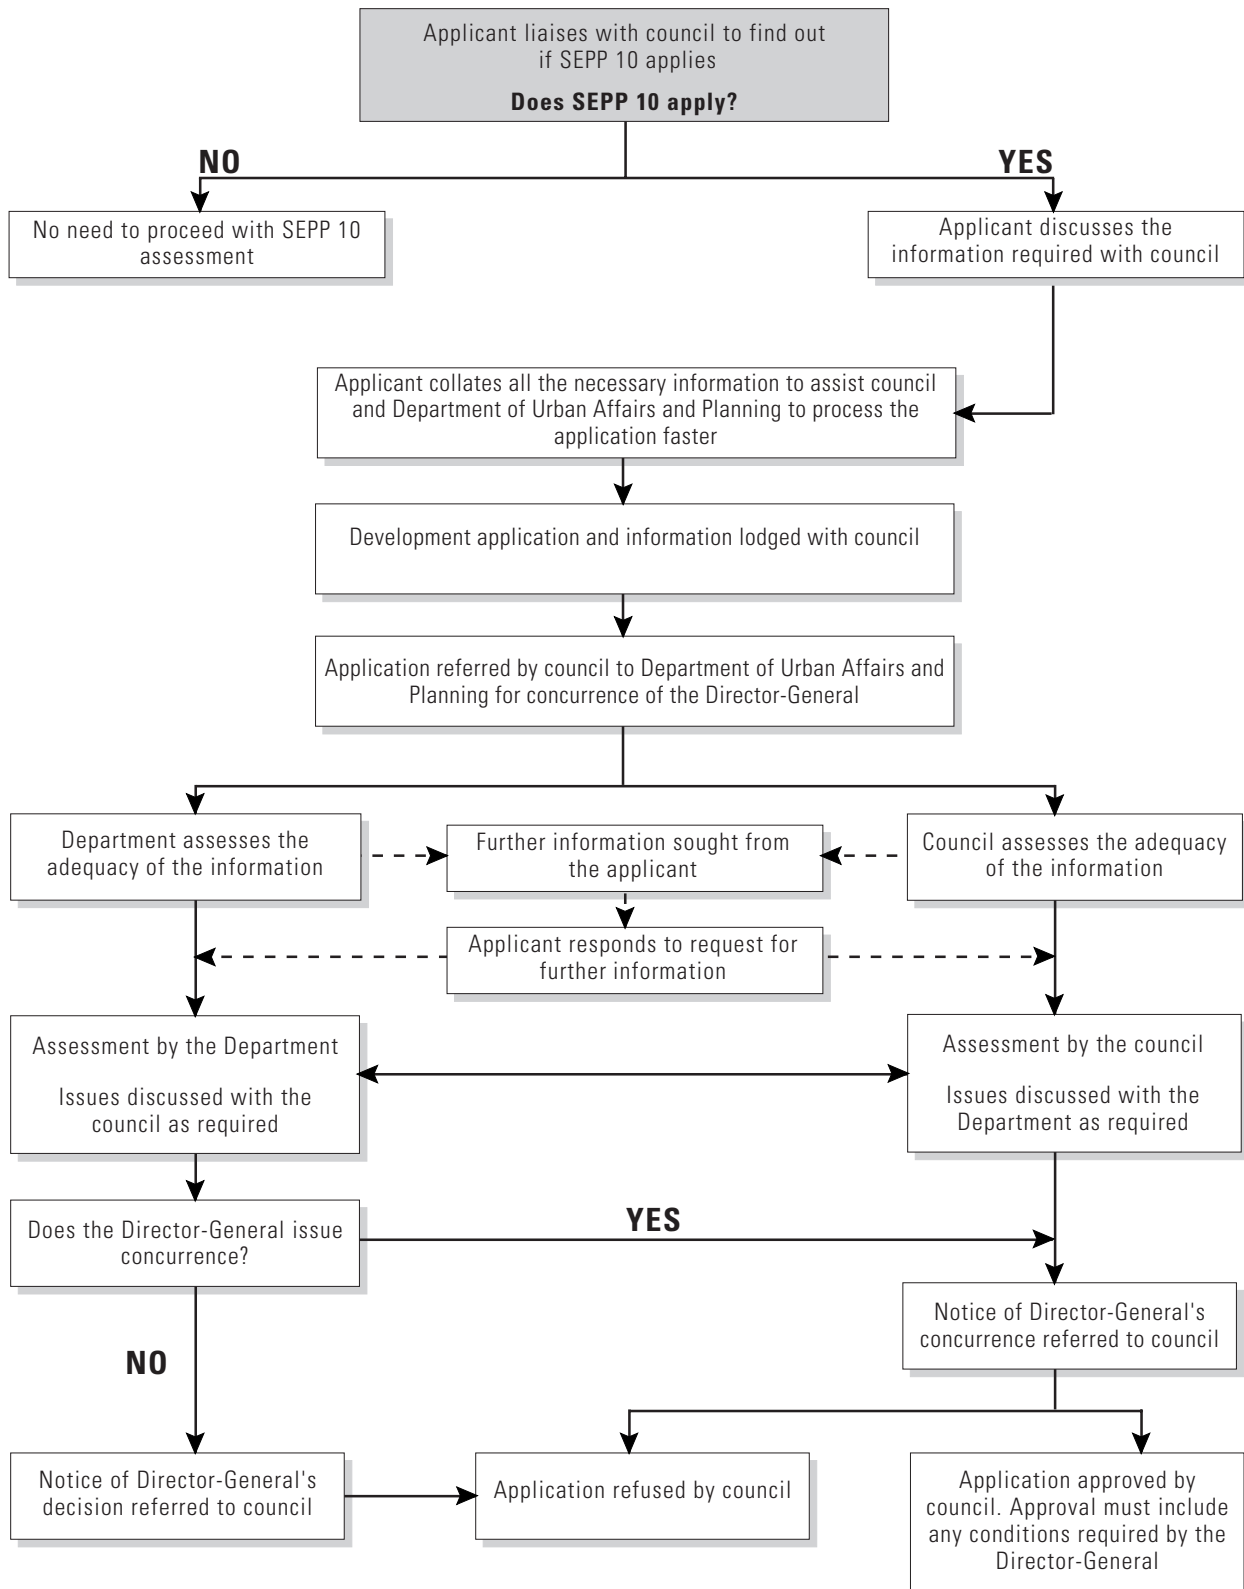 Applicant liaises with council to find out
if SEPP 10 applies
Does SEPP 10 apply?
NO
YES
No need to proceed with SEPP 10
assessment
Applicant discusses the
information required with council
Applicant collates all the necessary information to assist council
and Department of Urban Affairs and Planning to process the
application faster
Development application and information lodged with council
Application referred by council to Department of Urban Affairs and
Planning for concurrence of the Director-General
Department assesses the
adequacy of the information
Further information sought from
the applicant
Council assesses the adequacy
of the information
Applicant responds to request for
further information
Assessment by the Department
Issues discussed with the
council as required
Assessment by the council
Issues discussed with the
Department as required
Does the Director-General issue
concurrence?
YES
Notice of Director-General's
concurrence referred to council
NO
Notice of Director-General's
decision referred to council
Application refused by council
Application approved by
council. Approval must include
any conditions required by the
Director-General